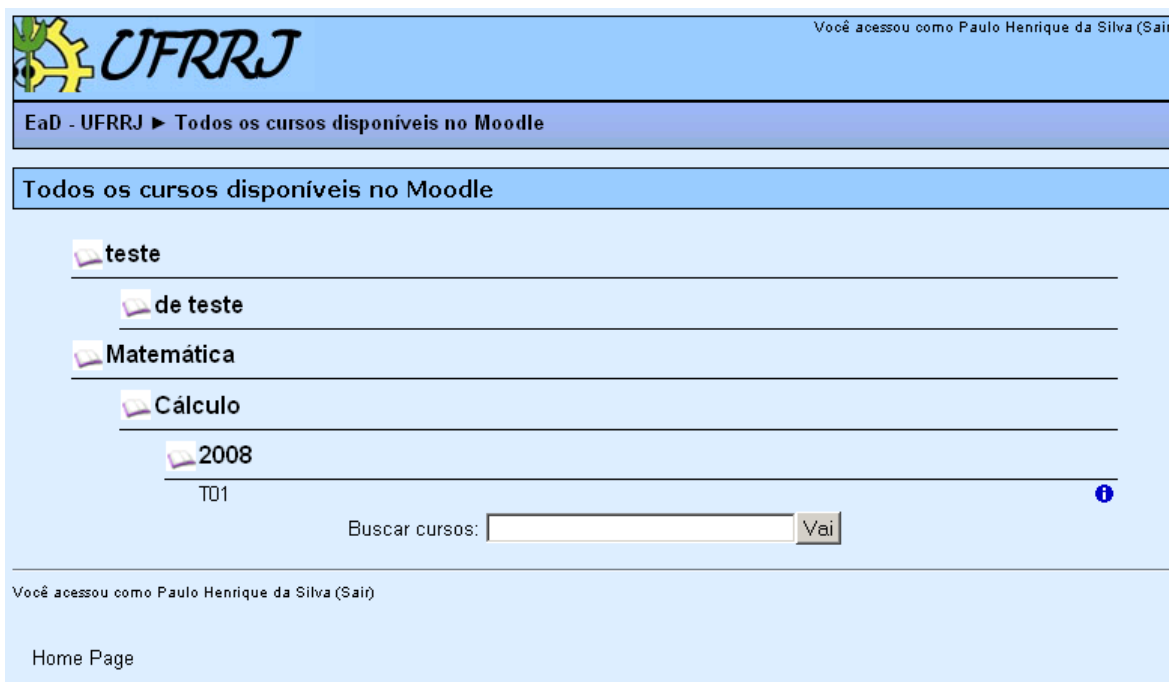 Você acessou como Paulo Henrique da Silva (Sair
UFRRJ
EaD - UFRRJ ► Todos os cursos disponíveis no Moodle
Todos os cursos disponíveis no Moodle
teste
de teste
Matemática
Cálculo
2008
T01
Buscar cursos: Vai
Você acessou como Paulo Henrique da Silva (Sair)
Home Page